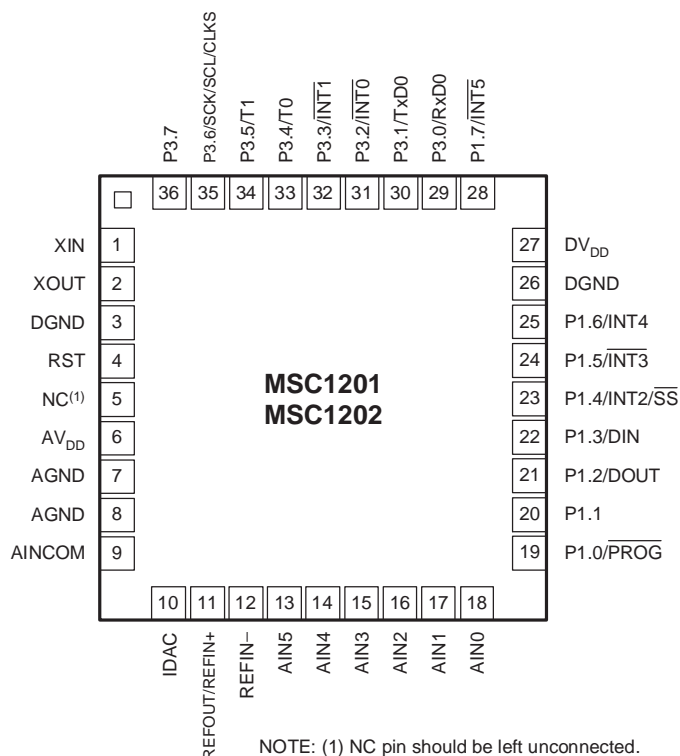 P3.7
P3.6/SCK/SCL/CLKS
P3.5/T1
P3.4/T0
P3.3/INT1
P3.2/INT0
P3.1/TxD0
P3.0/RxD0
P1.7/INT5
36 35 34 33 32 31 30 29 28
XIN 1
XOUT 2
DGND 3
RST 4
NC(1) 5
AVDD 6
AGND 7
AGND 8
AINCOM 9
MSC1201
MSC1202
27 DVDD
26 DGND
25 P1.6/INT4
24 P1.5/INT3
23 P1.4/INT2/SS
22 P1.3/DIN
21 P1.2/DOUT
20 P1.1
19 P1.0/PROG
10 11 12 13 14 15 16 17 18
IDAC
REFOUT/REFIN+
REFIN−
AIN5
AIN4
AIN3
AIN2
AIN1
AIN0
NOTE: (1) NC pin should be left unconnected.